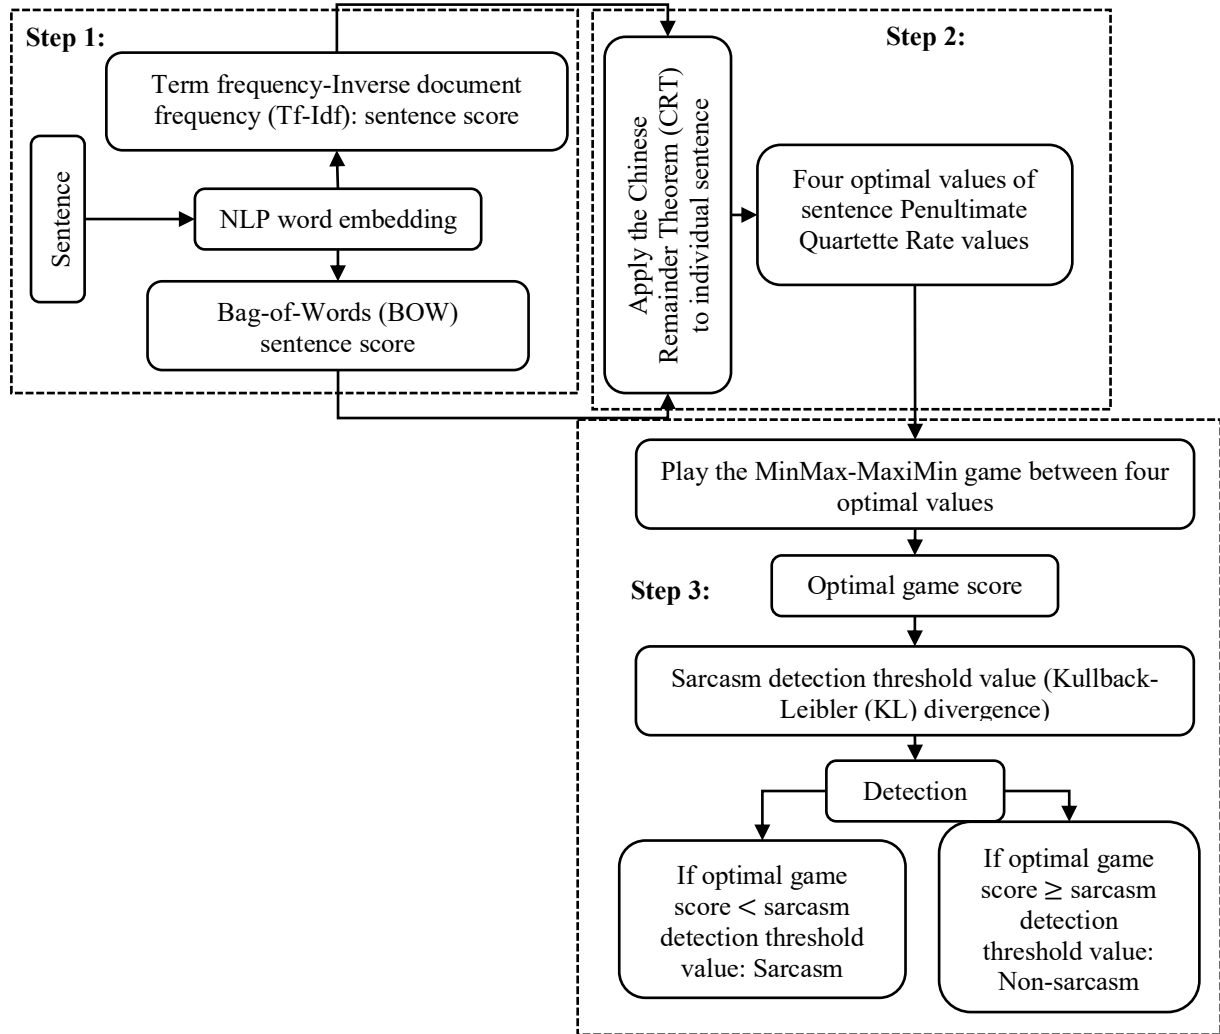 Step 1:
Term frequency-Inverse document
frequency (Tf-Idf): sentence score
Sentence
NLP word embedding
Bag-of-Words (BOW)
sentence score
Step 2:
Apply the Chinese
Remainder Theorem (CRT)
to individual sentence
Four optimal values of
sentence Penultimate
Quartette Rate values
Play the MinMax-MaxiMin game between four
optimal values
Step 3:
Optimal game score
Sarcasm detection threshold value (Kullback-
Leibler (KL) divergence)
Detection
If optimal game
score < sarcasm
detection threshold
value: Sarcasm
If optimal game
score ≥ sarcasm
detection
threshold value:
Non-sarcasm